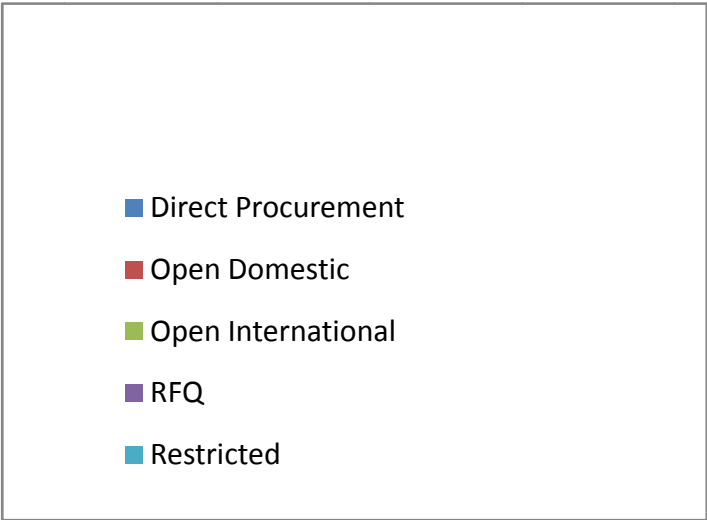 Direct Procurement
Open Domestic
Open International
RFQ
Restricted